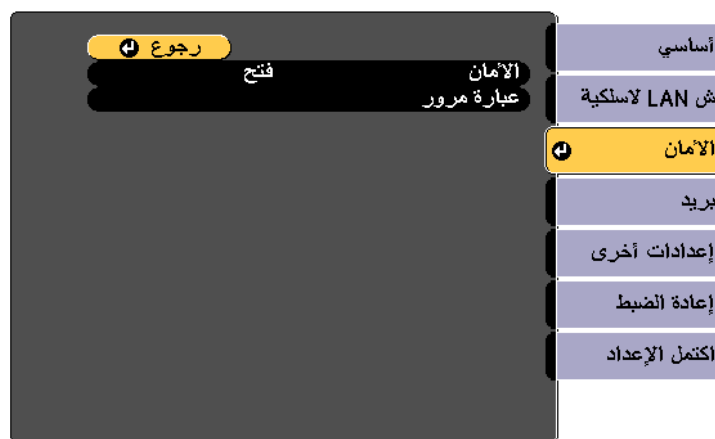 أساسي
ش LAN لاسلكية
الأمان
بريد
إعدادات أخرى
إعادة الضبط
اكتمل الإعداد
رجوع
الأمان فتح
عبارة مرور